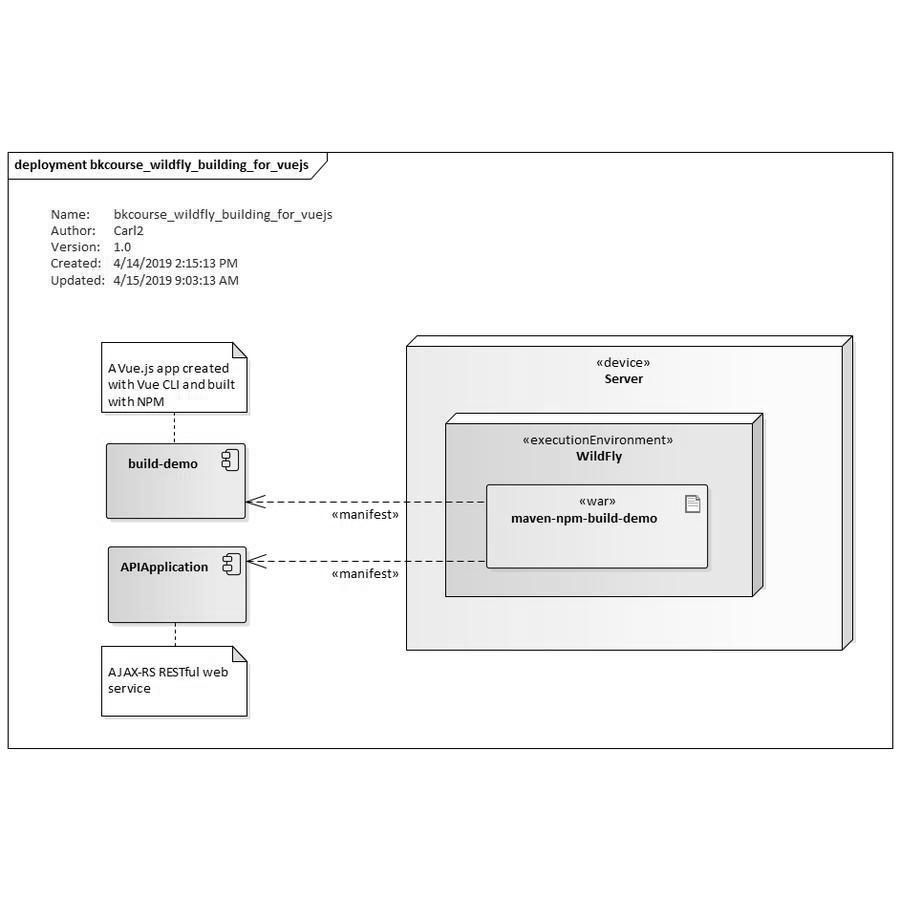 deployment bkcourse_wildfly_building_for_vuejs
Name: bkcourse_wildfly_building_for_vuejs
Author: Carl2
Version: 1.0
Created: 4/14/2019 2:15:13 PM
Updated: 4/15/2019 9:03:13 AM
A Vue.js app created
with Vue CLI and built
with NPM
build-demo
«device»
Server
«executionEnvironment»
WildFly
«war»
maven-npm-build-demo
«manifest»
APIApplication
«manifest»
A JAX-RS RESTful web
service